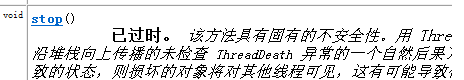 void stop()
已过时。 该方法具有固有的不安全性。用 Thre
沿堆栈向上传播的未检查 ThreadDeath 异常的一个自然后果)
致的状态，则损坏的对象将对其他线程可见，这有可能导致